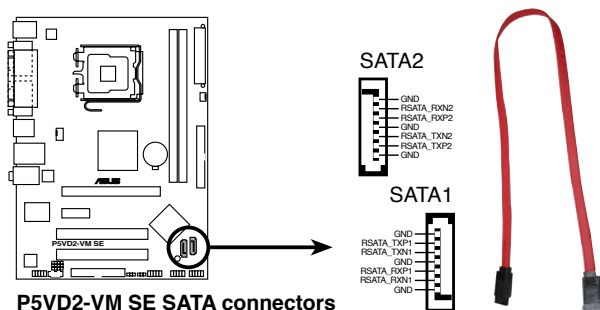 SATA2
GND
RSATA_RXN2
RSATA_RXP2
GND
RSATA_TXN2
RSATA_TXP2
GND
SATA1
GND
RSATA_TXP1
RSATA_TXN1
GND
RSATA_RXP1
RSATA_RXN1
GND
ASUS
P5VD2-VM SE
P5VD2-VM SE SATA connectors